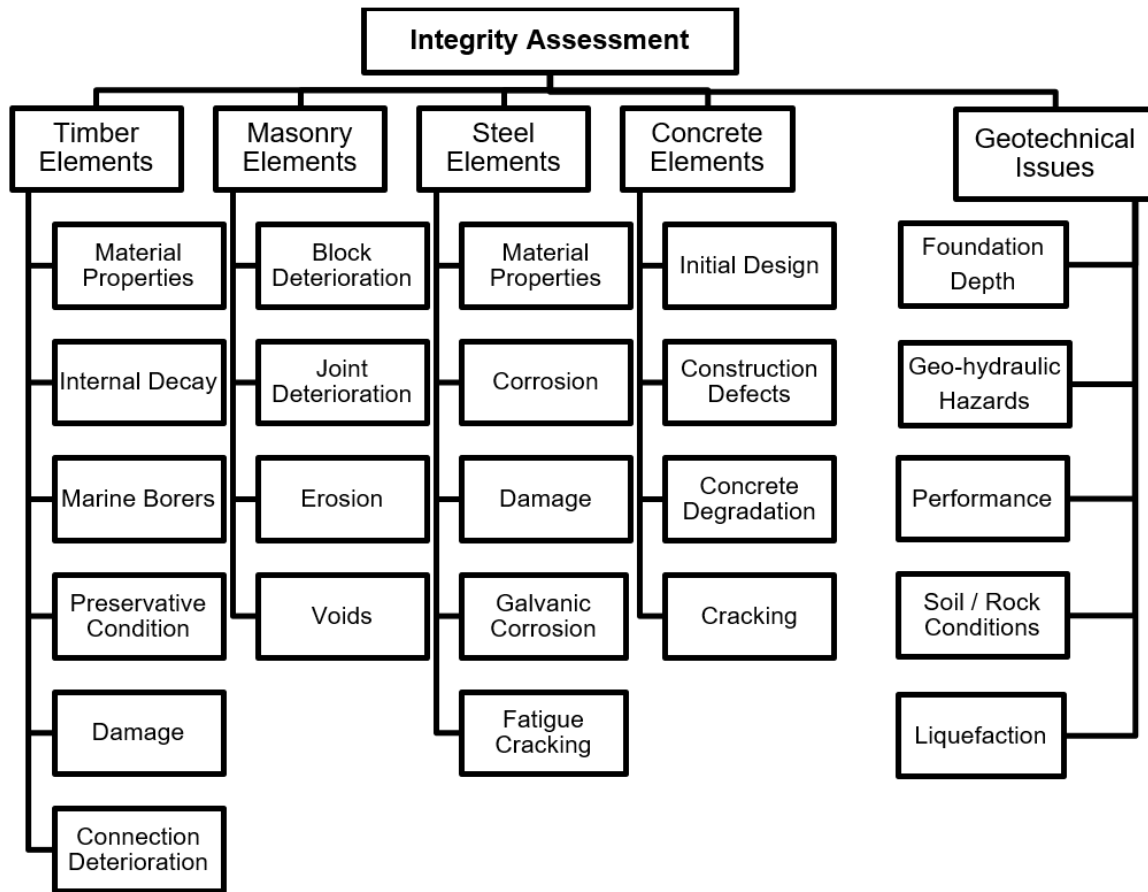 Integrity Assessment
Timber
Elements
Material
Properties
Internal Decay
Marine Borers
Preservative
Condition
Damage
Connection
Deterioration
Masonry
Elements
Block
Deterioration
Joint
Deterioration
Erosion
Voids
Steel
Elements
Material
Properties
Corrosion
Damage
Galvanic
Corrosion
Fatigue
Cracking
Concrete
Elements
Initial Design
Construction
Defects
Concrete
Degradation
Cracking
Geotechnical
Issues
Foundation
Depth
Geo-hydraulic
Hazards
Performance
Soil / Rock
Conditions
Liquefaction